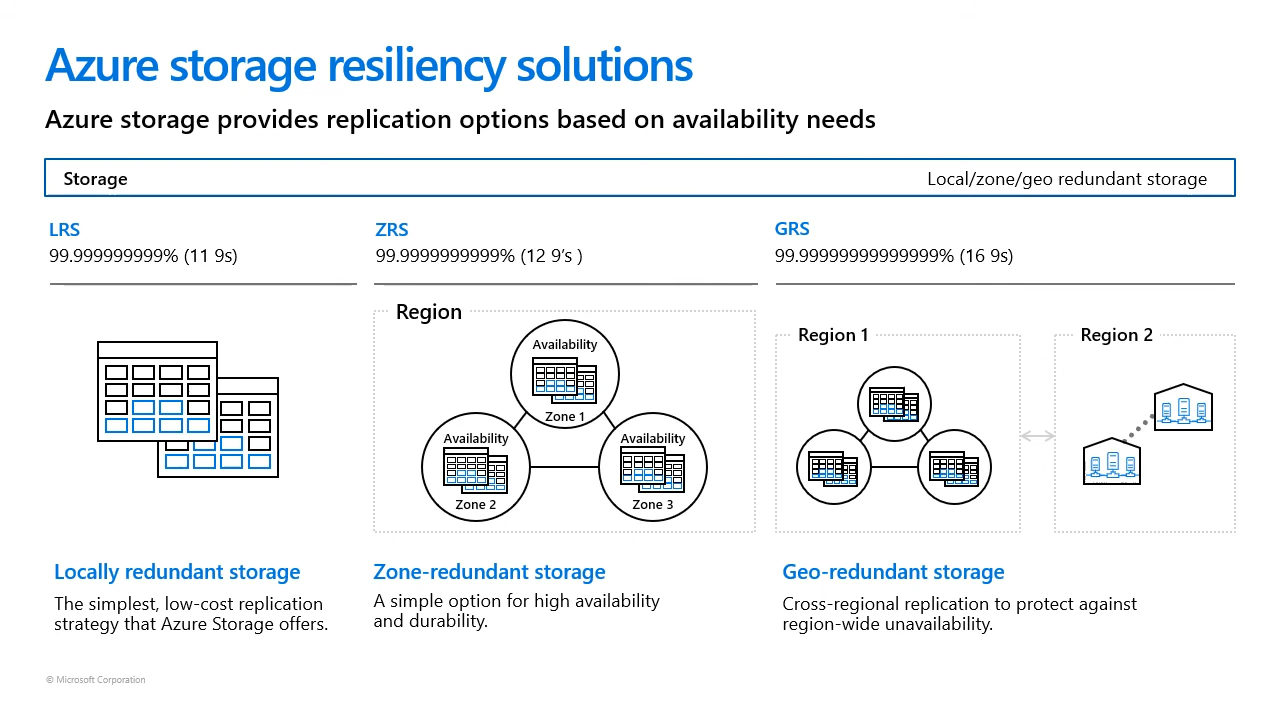 Azure storage resiliency solutions
Azure storage provides replication options based on availability needs
Storage
Local/zone/geo redundant storage
LRS
99.999999999% (11 9s)
ZRS
99.9999999999% (12 9’s )
GRS
99.99999999999999% (16 9s)
Region
Availability
Zone 1
Availability
Zone 2
Availability
Zone 3
Region 1
Region 2
Locally redundant storage
The simplest, low-cost replication
strategy that Azure Storage offers.
Zone-redundant storage
A simple option for high availability
and durability.
Geo-redundant storage
Cross-regional replication to protect against
region-wide unavailability.
© Microsoft Corporation